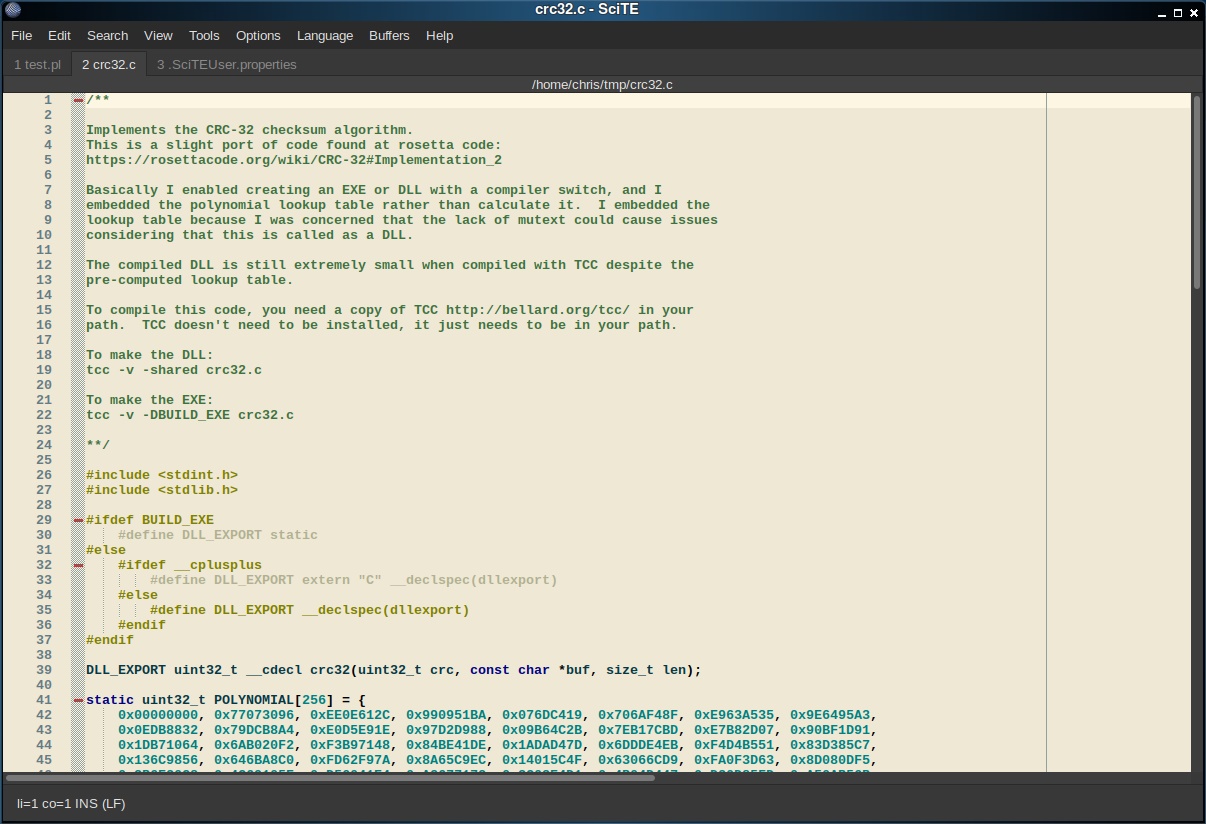 crc32.c - SciTE
File Edit Search View Tools Options Language Buffers Help
1 test.pl 2 crc32.c 3 .SciTEUser.properties
/home/chris/tmp/crc32.c
1 /**
2
3 Implements the CRC-32 checksum algorithm.
4 This is a slight port of code found at rosetta code:
5 https://rosettacode.org/wiki/CRC-32#Implementation_2
6
7 Basically I enabled creating an EXE or DLL with a compiler switch, and I
8 embedded the polynomial lookup table rather than calculate it.  I embedded the
9 lookup table because I was concerned that the lack of mutext could cause issues
10 considering that this is called as a DLL.
11
12 The compiled DLL is still extremely small when compiled with TCC despite the
13 pre-computed lookup table.
14
15 To compile this code, you need a copy of TCC http://bellard.org/tcc/ in your
16 path.  TCC doesn't need to be installed, it just needs to be in your path.
17
18 To make the DLL:
19 tcc -v -shared crc32.c
20
21 To make the EXE:
22 tcc -v -DBUILD_EXE crc32.c
23
24 **/
25
26 #include <stdint.h>
27 #include <stdlib.h>
28
29 #ifdef BUILD_EXE
30     #define DLL_EXPORT static
31 #else
32     #ifdef __cplusplus
33         #define DLL_EXPORT extern "C" __declspec(dllexport)
34     #else
35         #define DLL_EXPORT __declspec(dllexport)
36     #endif
37 #endif
38
39 DLL_EXPORT uint32_t __cdecl crc32(uint32_t crc, const char *buf, size_t len);
40
41 static uint32_t POLYNOMIAL[256] = {
42     0x00000000, 0x77073096, 0xEE0E612C, 0x990951BA, 0x076DC419, 0x706AF48F, 0xE963A535, 0x9E6495A3,
43     0x0EDB8832, 0x79DCB8A4, 0xE0D5E91E, 0x97D2D988, 0x09B64C2B, 0x7EB17CBD, 0xE7B82D07, 0x90BF1D91,
44     0x1DB71064, 0x6AB020F2, 0xF3B97148, 0x84BE41DE, 0x1ADAD47D, 0x6DDDE4EB, 0xF4D4B551, 0x83D385C7,
45     0x136C9856, 0x646BA8C0, 0xFD62F97A, 0x8A65C9EC, 0x14015C4F, 0x63066CD9, 0xFA0F3D63, 0x8D080DF5,
li=1 co=1 INS (LF)